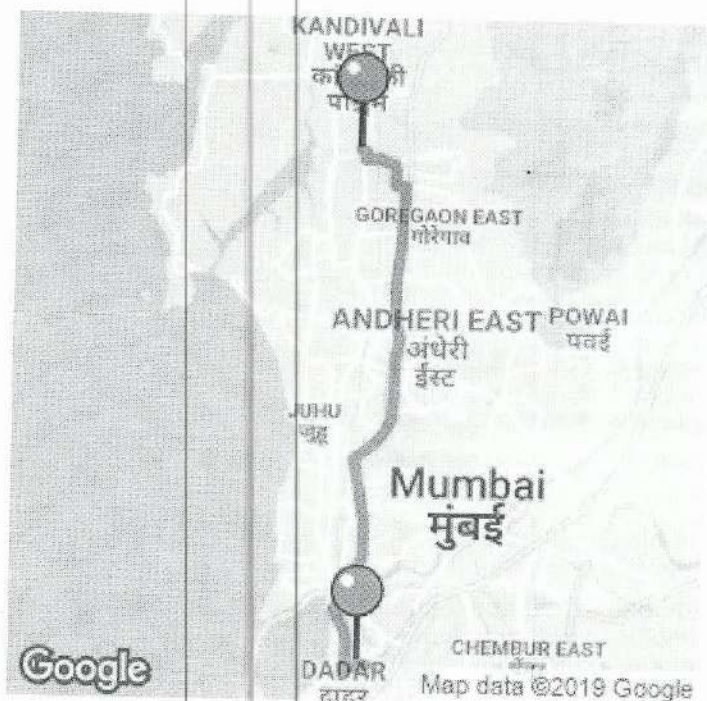 KANDIVALI
WEST
GOREGAON EAST
गोरेगाव
ANDHERI EAST
अंधेरी
ईस्ट
POWAI
पवई
JUHU
जुहू
Mumbai
मुंबई
CHEMBUR EAST
DADAR
दादर
Google
Map data ©2019 Google